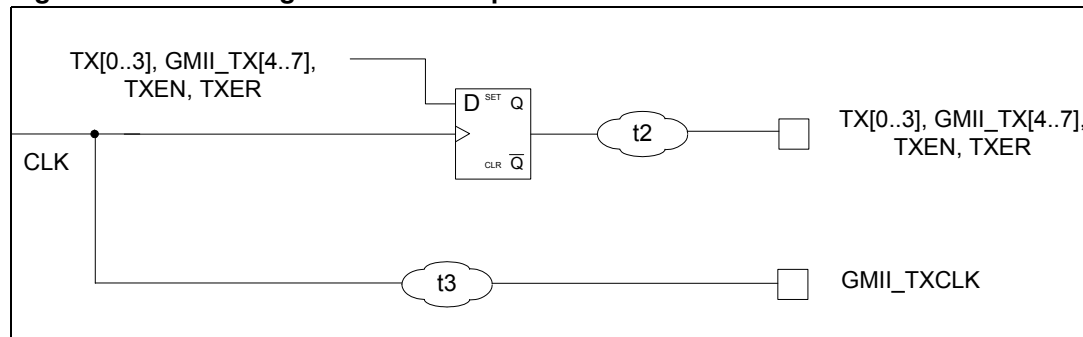 TX[0..3], GMII_TX[4..7],
TXEN, TXER
D SET Q
CLR Q
t2
TX[0..3], GMII_TX[4..7],
TXEN, TXER
CLK
t3
GMII_TXCLK